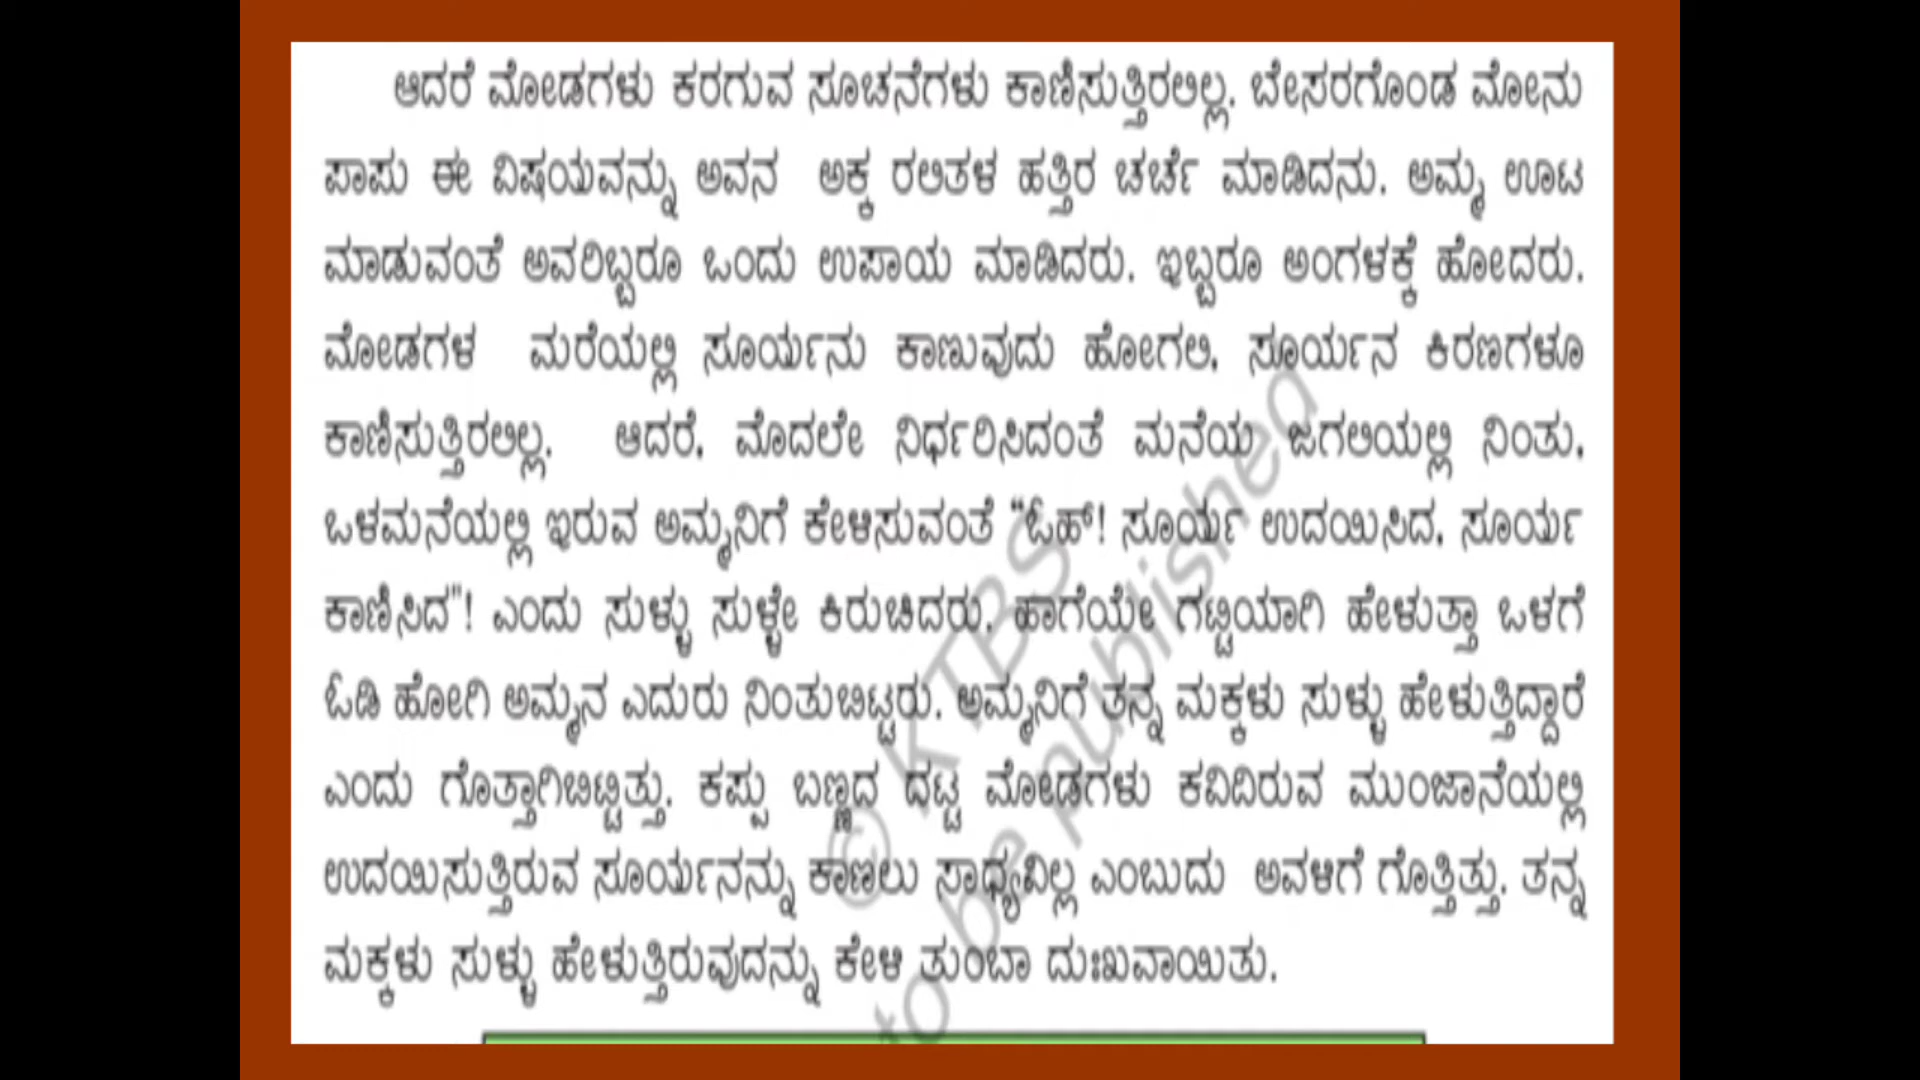 ಆದರೆ ಮೋಡಗಳು ಕರಗುವ ಸೂಚನೆಗಳು ಕಾಣಿಸುತ್ತಿರಲಿಲ್ಲ. ಬೇಸರಗೊಂಡ ಮೋನು
ಪಾಪು ಈ ವಿಷಯವನ್ನು ಅವನ ಅಕ್ಕ ರಲಿತಳ ಹತ್ತಿರ ಚರ್ಚೆ ಮಾಡಿದನು. ಅಮ್ಮ ಊಟ
ಮಾಡುವಂತೆ ಅವರಿಬ್ಬರೂ ಒಂದು ಉಪಾಯ ಮಾಡಿದರು. ಇಬ್ಬರೂ ಅಂಗಳಕ್ಕೆ ಹೋದರು.
ಮೋಡಗಳ ಮರೆಯಲ್ಲಿ ಸೂರ್ಯನು ಕಾಣುವುದು ಹೋಗಲಿ, ಸೂರ್ಯನ ಕಿರಣಗಳೂ
ಕಾಣಿಸುತ್ತಿರಲಿಲ್ಲ. ಆದರೆ, ಮೊದಲೇ ನಿರ್ಧರಿಸಿದಂತೆ ಮನೆಯ ಜಗಲಿಯಲ್ಲಿ ನಿಂತು,
ಒಳಮನೆಯಲ್ಲಿ ಇರುವ ಅಮ್ಮನಿಗೆ ಕೇಳಿಸುವಂತೆ “ಓಹ್! ಸೂರ್ಯ ಉದಯಿಸಿದ, ಸೂರ್ಯ
ಕಾಣಿಸಿದ”! ಎಂದು ಸುಳ್ಳು ಸುಳ್ಳೇ ಕಿರುಚಿದರು. ಹಾಗೆಯೇ ಗಟ್ಟಿಯಾಗಿ ಹೇಳುತ್ತಾ ಒಳಗೆ
ಓಡಿ ಹೋಗಿ ಅಮ್ಮನ ಎದುರು ನಿಂತುಬಿಟ್ಟರು. ಅಮ್ಮನಿಗೆ ತನ್ನ ಮಕ್ಕಳು ಸುಳ್ಳು ಹೇಳುತ್ತಿದ್ದಾರೆ
ಎಂದು ಗೊತ್ತಾಗಿಬಿಟ್ಟಿತ್ತು. ಕಪ್ಪು ಬಣ್ಣದ ದಟ್ಟ ಮೋಡಗಳು ಕವಿದಿರುವ ಮುಂಜಾನೆಯಲ್ಲಿ
ಉದಯಿಸುತ್ತಿರುವ ಸೂರ್ಯನನ್ನು ಕಾಣಲು ಸಾಧ್ಯವಿಲ್ಲ ಎಂಬುದು ಅವಳಿಗೆ ಗೊತ್ತಿತ್ತು. ತನ್ನ
ಮಕ್ಕಳು ಸುಳ್ಳು ಹೇಳುತ್ತಿರುವುದನ್ನು ಕೇಳಿ ತುಂಬಾ ದುಃಖವಾಯಿತು.
© KTBS
to be published